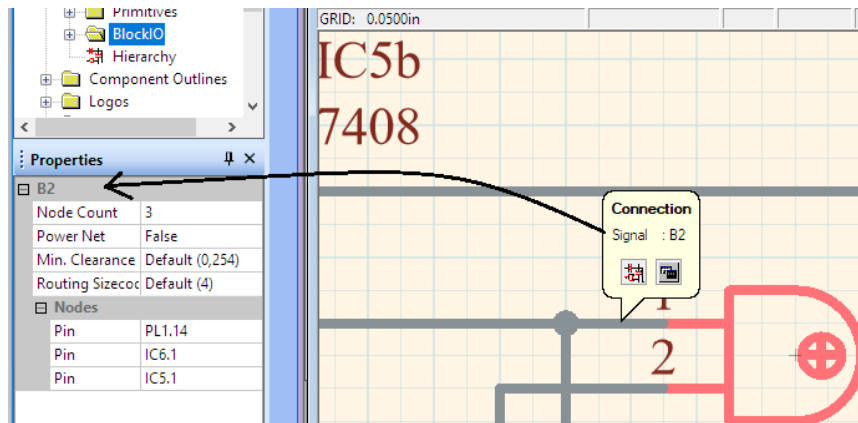 Primitives
BlockIO
Hierarchy
Component Outlines
Logos
Properties
B2
Node Count 3
Power Net False
Min. Clearance Default (0,254)
Routing Sizecoc Default (4)
Nodes
Pin PL1.14
Pin IC6.1
Pin IC5.1
GRID: 0.0500in
IC5b
7408
Connection
Signal : B2
1
2